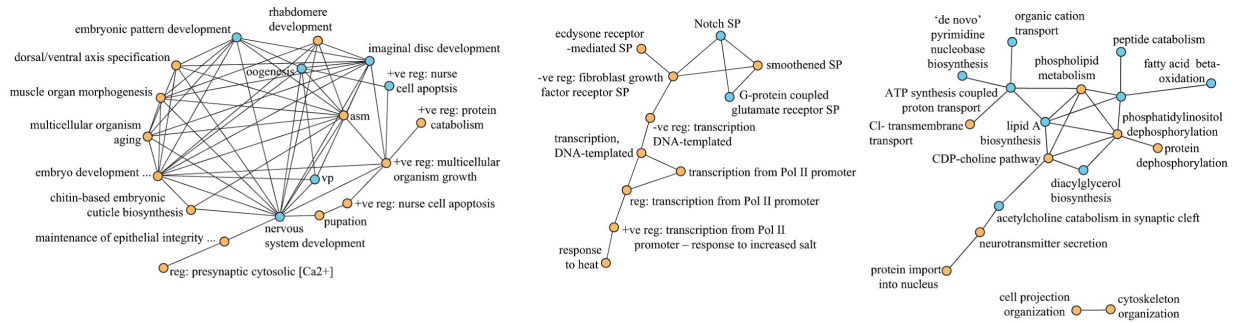 embryonic pattern development
rhabdomere
development
imaginal disc development
dorsal/ventral axis specification
oogenesis
+ve reg: nurse
cell apoptsis
muscle organ morphogenesis
+ve reg: protein
catabolism
asm
multicellular organism
aging
+ve reg: multicellular
organism growth
embryo development ...
vp
chitin-based embryonic
cuticle biosynthesis
+ve reg: nurse cell apoptosis
pupation
nervous
system development
maintenance of epithelial integrity ...
reg: presynaptic cytosolic [Ca2+]
Notch SP
ecdysone receptor
-mediated SP
smoothened SP
-ve reg: fibroblast growth
factor receptor SP
G-protein coupled
glutamate receptor SP
-ve reg: transcription
DNA-templated
transcription,
DNA-templated
transcription from Pol II promoter
reg: transcription from Pol II promoter
+ve reg: transcription from Pol II
promoter – response to increased salt
response
to heat
'de novo'
pyrimidine
nucleobase
biosynthesis
organic cation
transport
peptide catabolism
phospholipid
metabolism
fatty acid beta-
oxidation
ATP synthesis coupled
proton transport
Cl- transmembrane
transport
lipid A
biosynthesis
phosphatidylinositol
dephosphorylation
CDP-choline pathway
protein
dephosphorylation
diacylglycerol
biosynthesis
acetylcholine catabolism in synaptic cleft
neurotransmitter secretion
protein import
into nucleus
cell projection
organization
cytoskeleton
organization